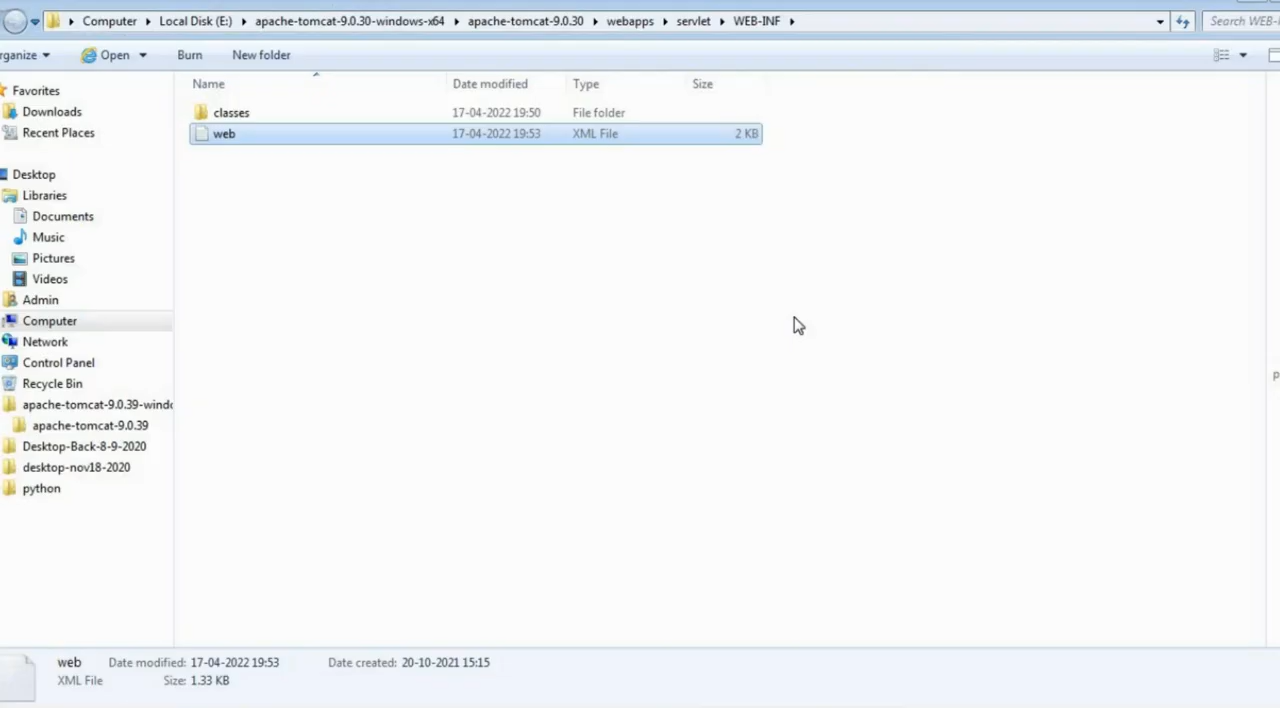 Computer Local Disk (E:) apache-tomcat-9.0.30-windows-x64 apache-tomcat-9.0.30 webapps servlet WEB-INF Search WEB-I
rganize Open Burn New folder
Name Date modified Type Size
Favorites
Downloads
Recent Places
Desktop
Libraries
Documents
Music
Pictures
Videos
Admin
Computer
Network
Control Panel
Recycle Bin
apache-tomcat-9.0.39-windo
apache-tomcat-9.0.39
Desktop-Back-8-9-2020
desktop-nov18-2020
python
classes 17-04-2022 19:50 File folder
web 17-04-2022 19:53 XML File 2 KB
p
web Date modified: 17-04-2022 19:53 Date created: 20-10-2021 15:15
XML File Size: 1.33 KB